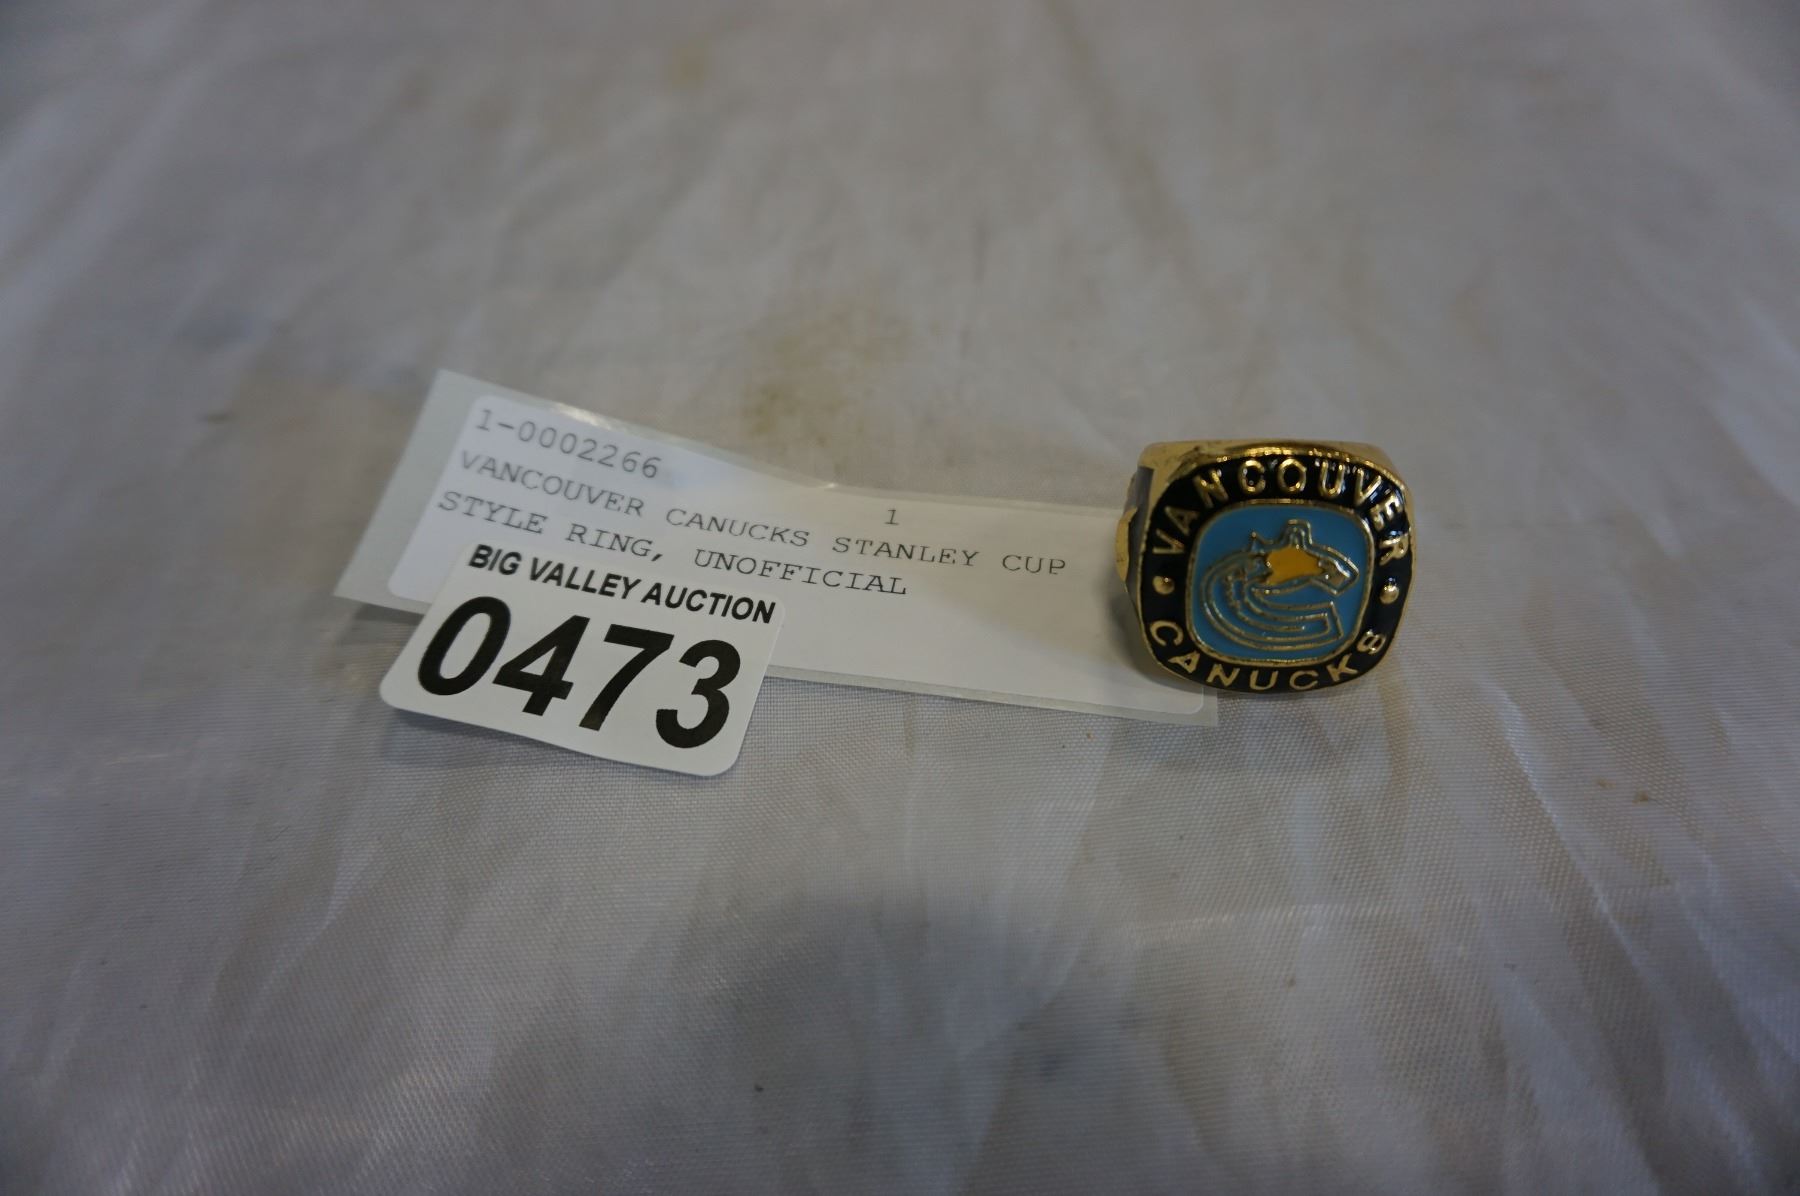 1-0002266
1
VANCOUVER CANUCKS STANLEY CUP
STYLE RING, UNOFFICIAL
BIG VALLEY AUCTION
0473
VANCOUVER
CANUCKS